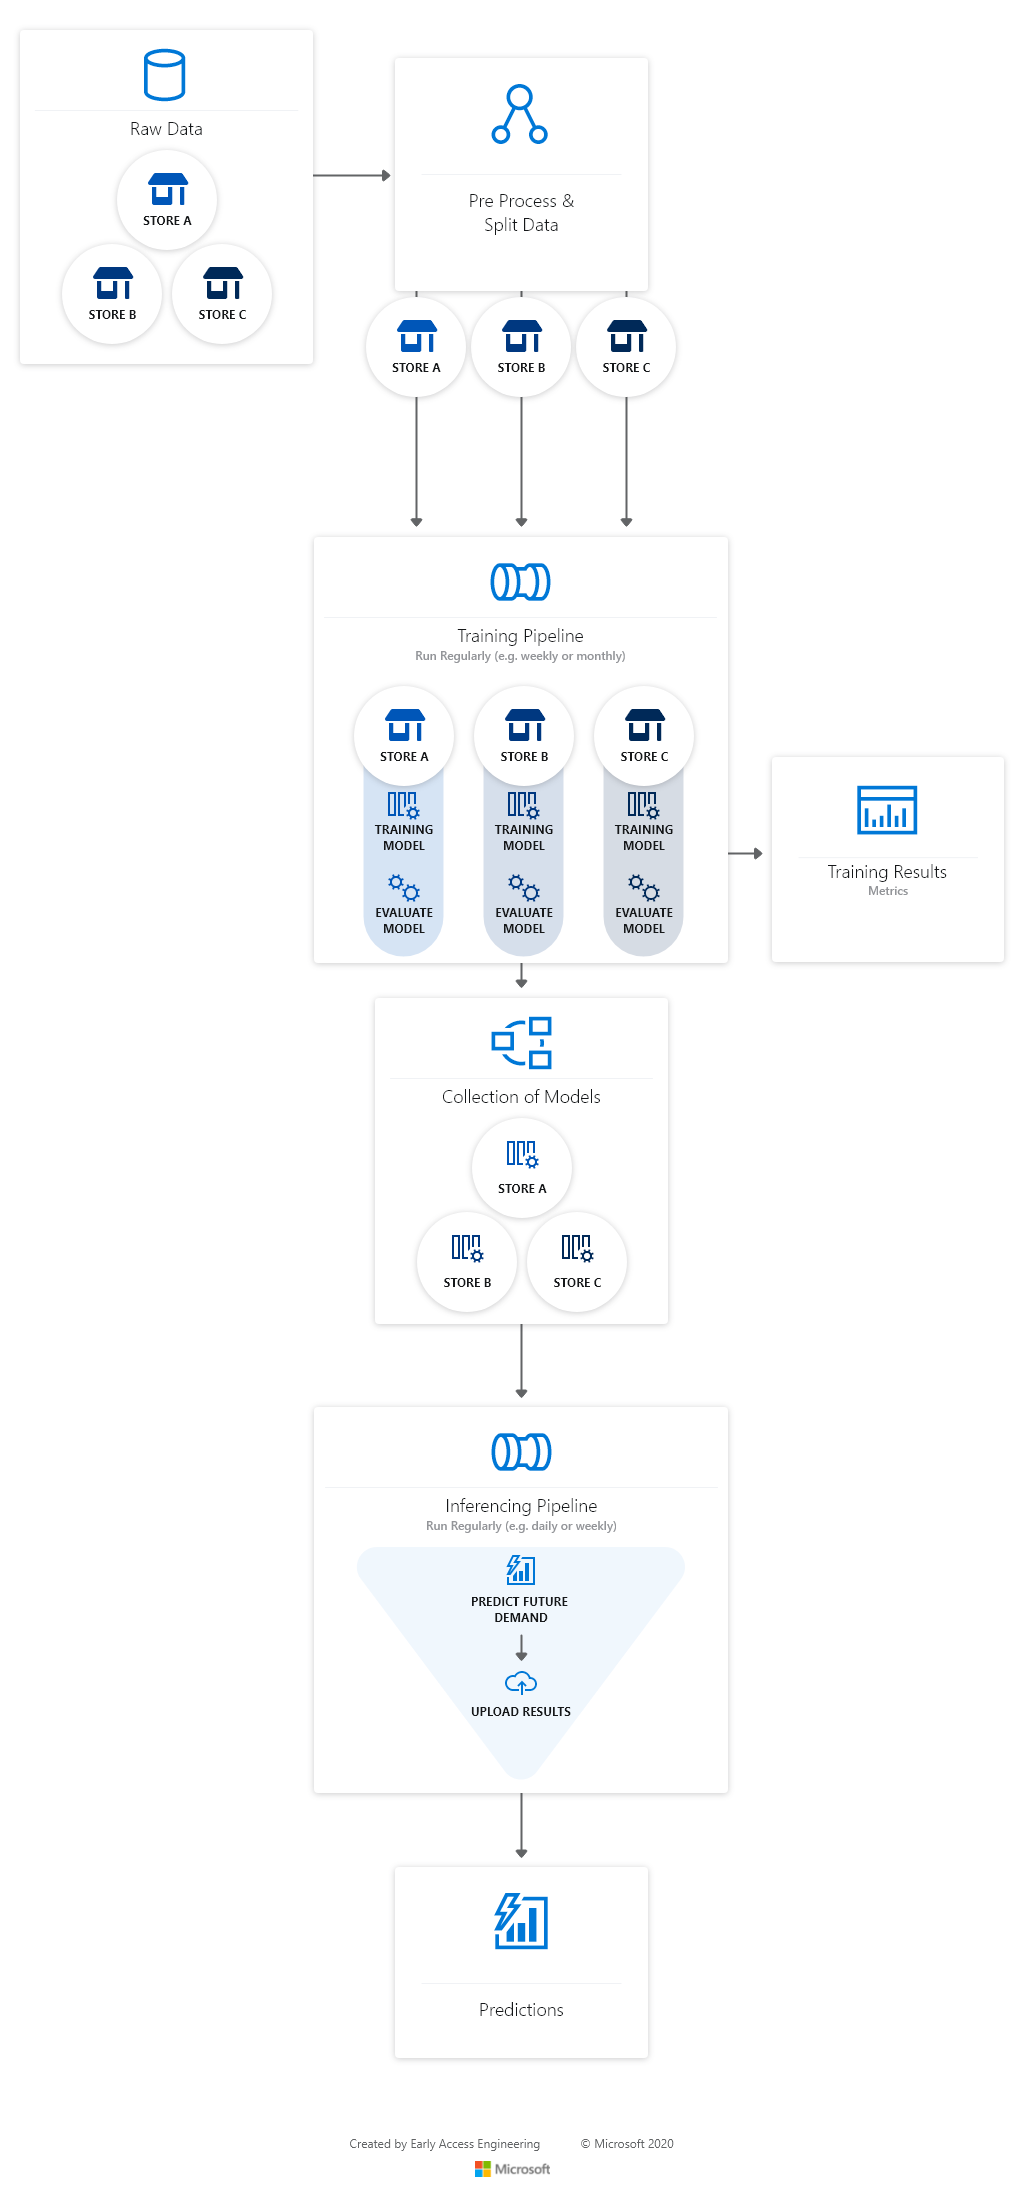 Raw Data
STORE A
STORE B
STORE C
Pre Process &
Split Data
STORE A
STORE B
STORE C
Training Pipeline
Run Regularly (e.g. weekly or monthly)
STORE A
STORE B
STORE C
TRAINING
MODEL
TRAINING
MODEL
TRAINING
MODEL
EVALUATE
MODEL
EVALUATE
MODEL
EVALUATE
MODEL
Training Results
Metrics
Collection of Models
STORE A
STORE B
STORE C
Inferencing Pipeline
Run Regularly (e.g. daily or weekly)
PREDICT FUTURE
DEMAND
UPLOAD RESULTS
Predictions
Created by Early Access Engineering
© Microsoft 2020
Microsoft